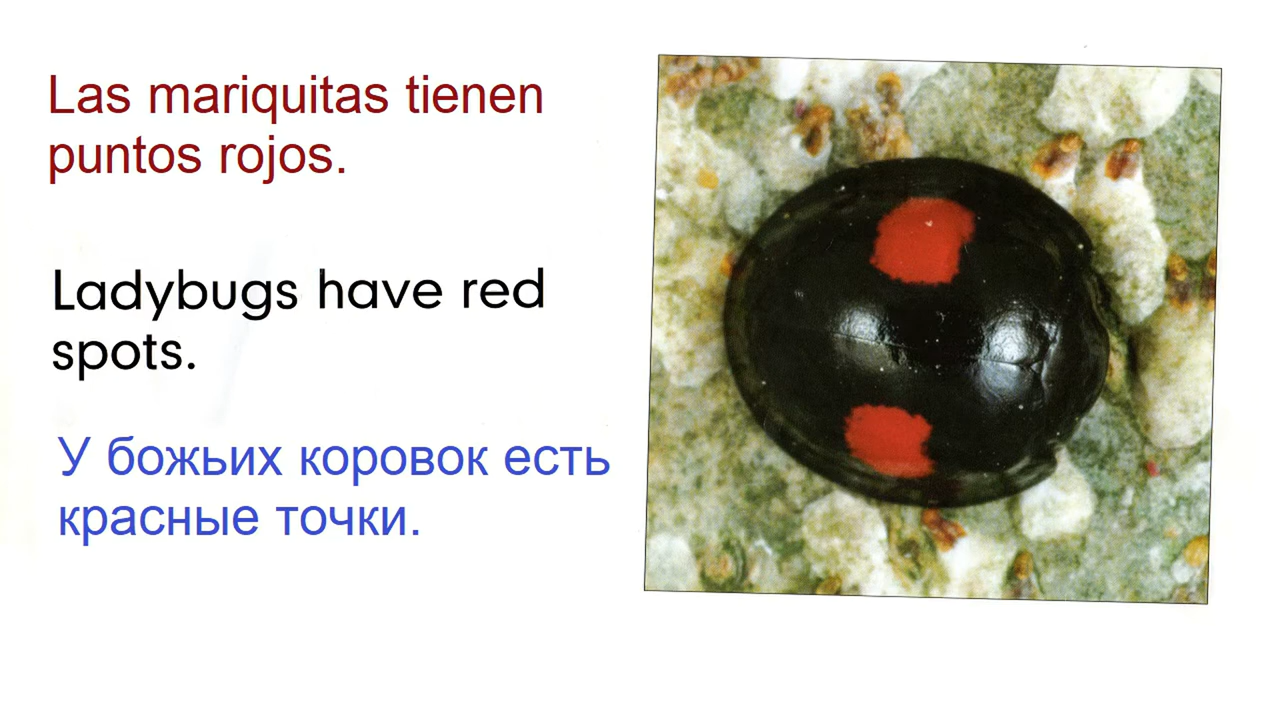 Las mariquitas tienen
puntos rojos.
Ladybugs have red
spots.
У божьих коровок есть
красные точки.